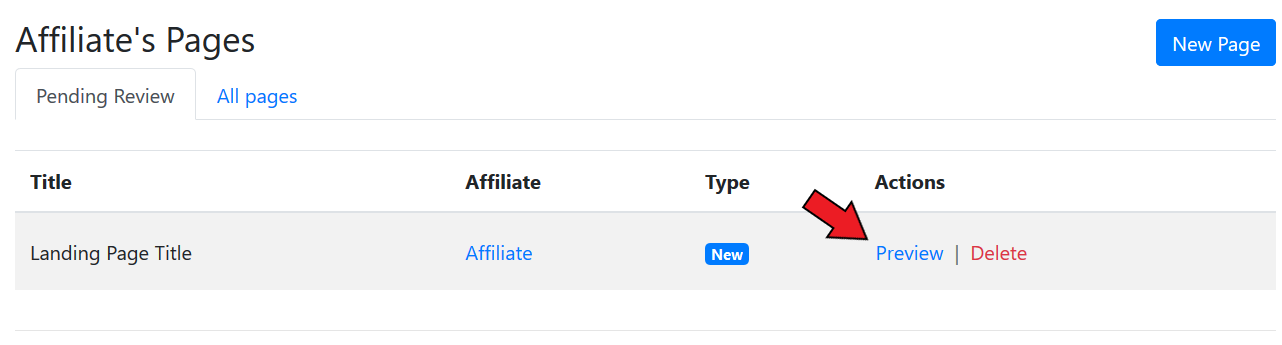 Affiliate's Pages
New Page
Pending Review All pages
Title Affiliate Type Actions
Landing Page Title Affiliate New Preview | Delete